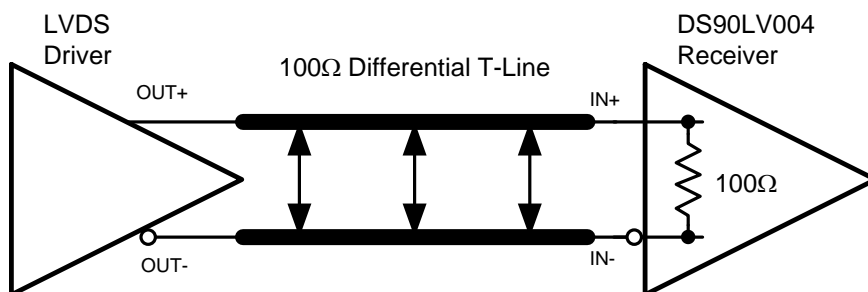 LVDS
Driver
DS90LV004
Receiver
100Ω Differential T-Line
OUT+
IN+
100Ω
OUT-
IN-